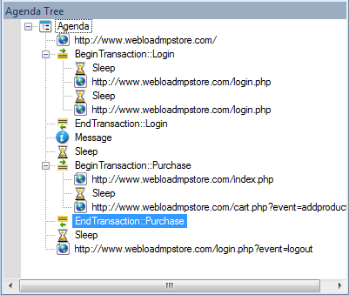 Agenda Tree
Agenda
http://www.webloadmpstore.com/
BeginTransaction::Login
Sleep
http://www.webloadmpstore.com/login.php
Sleep
http://www.webloadmpstore.com/login.php
EndTransaction::Login
Message
Sleep
BeginTransaction::Purchase
http://www.webloadmpstore.com/index.php
Sleep
http://www.webloadmpstore.com/cart.php?event=addproduc
EndTransaction::Purchase
Sleep
http://www.webloadmpstore.com/login.php?event=logout